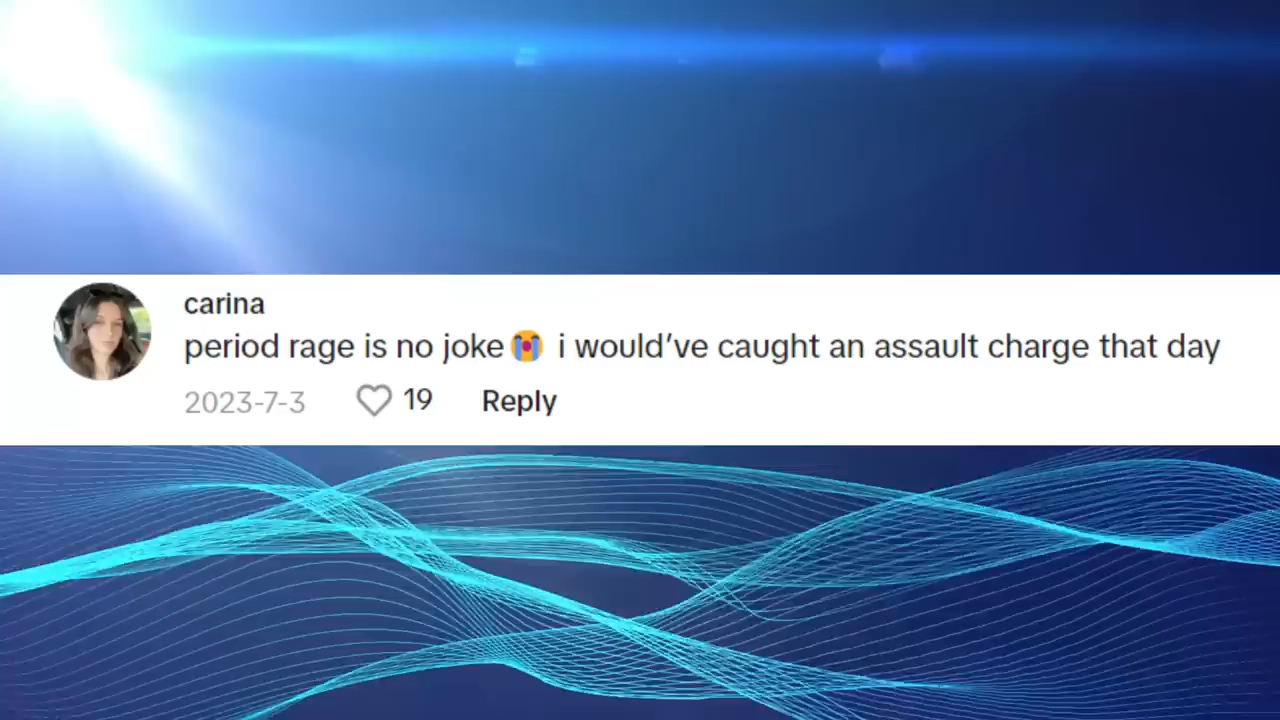 carina
period rage is no joke😭 i would've caught an assault charge that day
2023-7-3 19 Reply